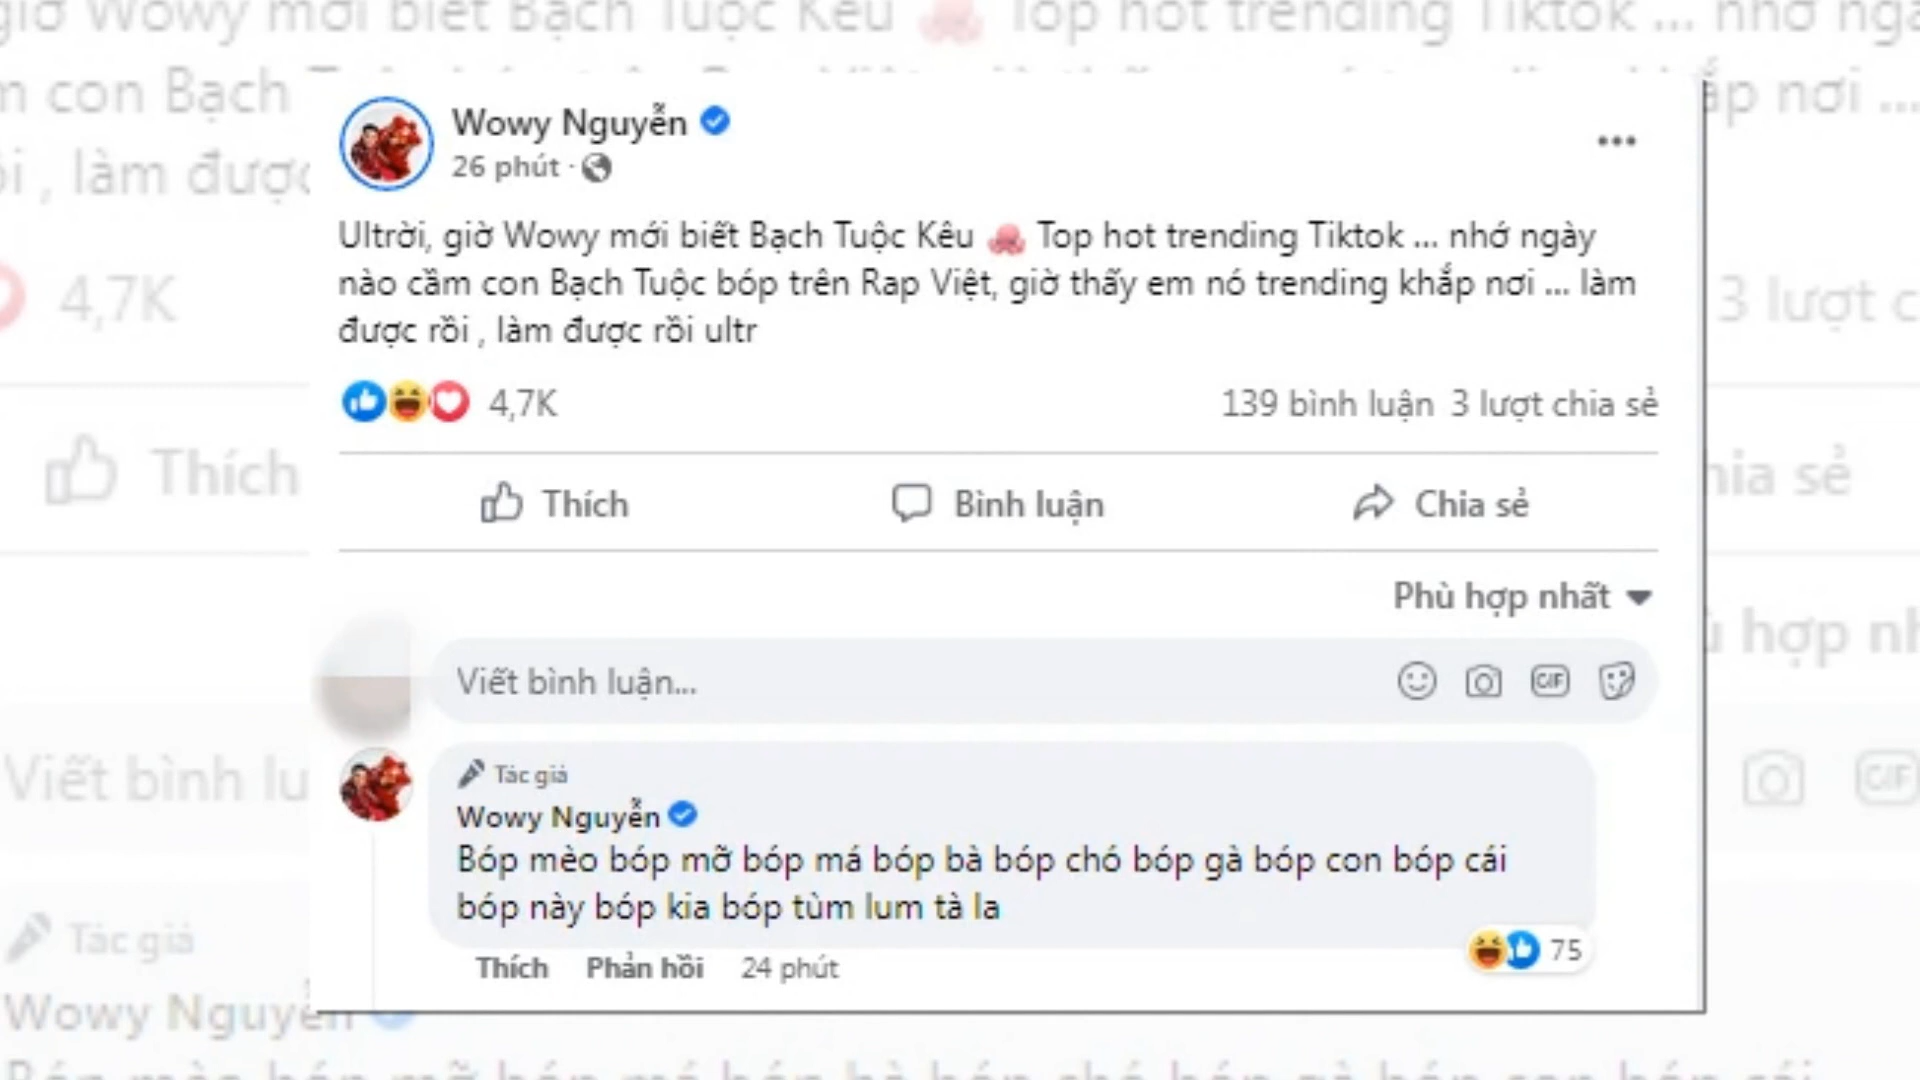 Wowy Nguyễn
26 phút ·
Ultrời, giờ Wowy mới biết Bạch Tuộc Kêu 🐙 Top hot trending Tiktok ... nhớ ngày
nào cầm con Bạch Tuộc bóp trên Rap Việt, giờ thấy em nó trending khắp nơi ... làm
được rồi , làm được rồi ultr
4,7K
139 bình luận 3 lượt chia sẻ
Thích
Bình luận
Chia sẻ
Phù hợp nhất
Viết bình luận...
GIF
Tác giả
Wowy Nguyễn
Bóp mèo bóp mỡ bóp má bóp bà bóp chó bóp gà bóp con bóp cái
bóp này bóp kia bóp tùm lum tà la
Thích Phản hồi 24 phút
75